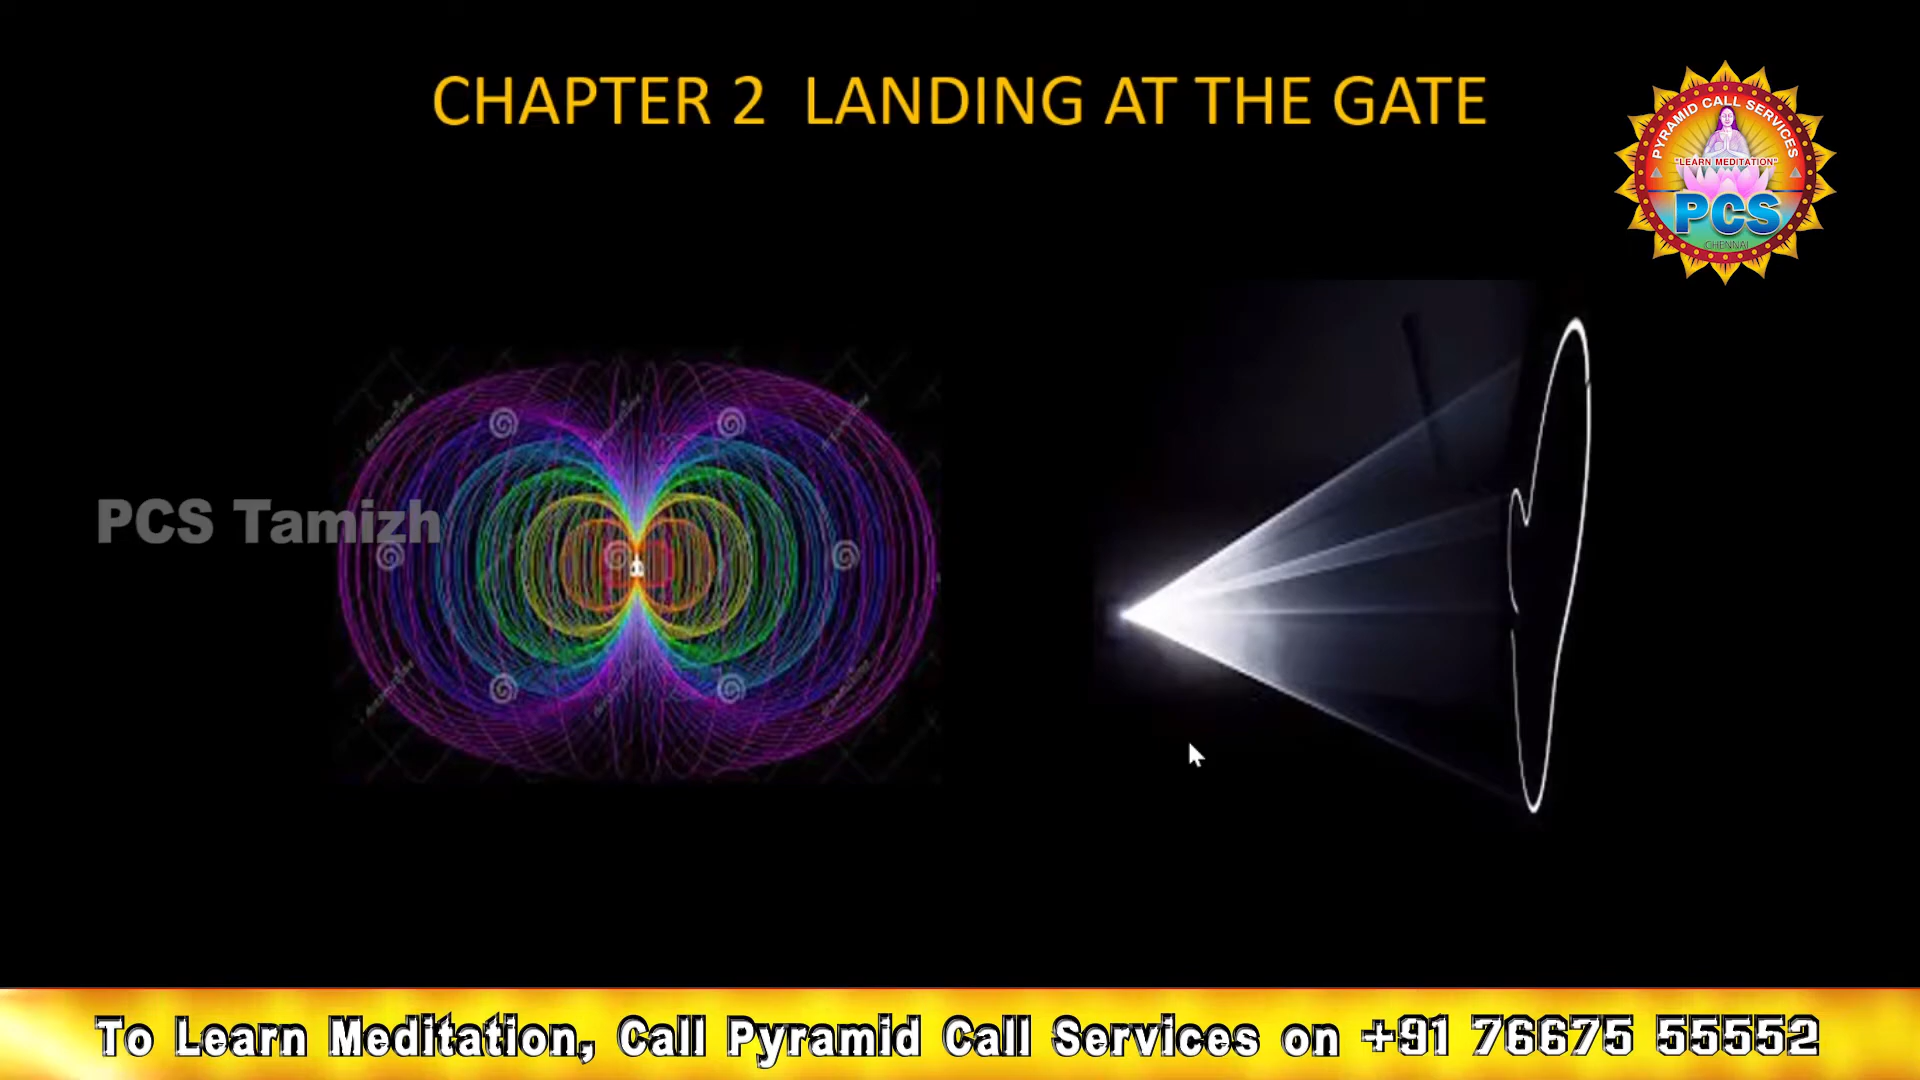 CHAPTER 2 LANDING AT THE GATE
PYRAMID CALL SERVICES
"LEARN MEDITATION"
PCS
CHENNAI
PCS Tamizh
dreamstime
To Learn Meditation, Call Pyramid Call Services on +91 76675 55552